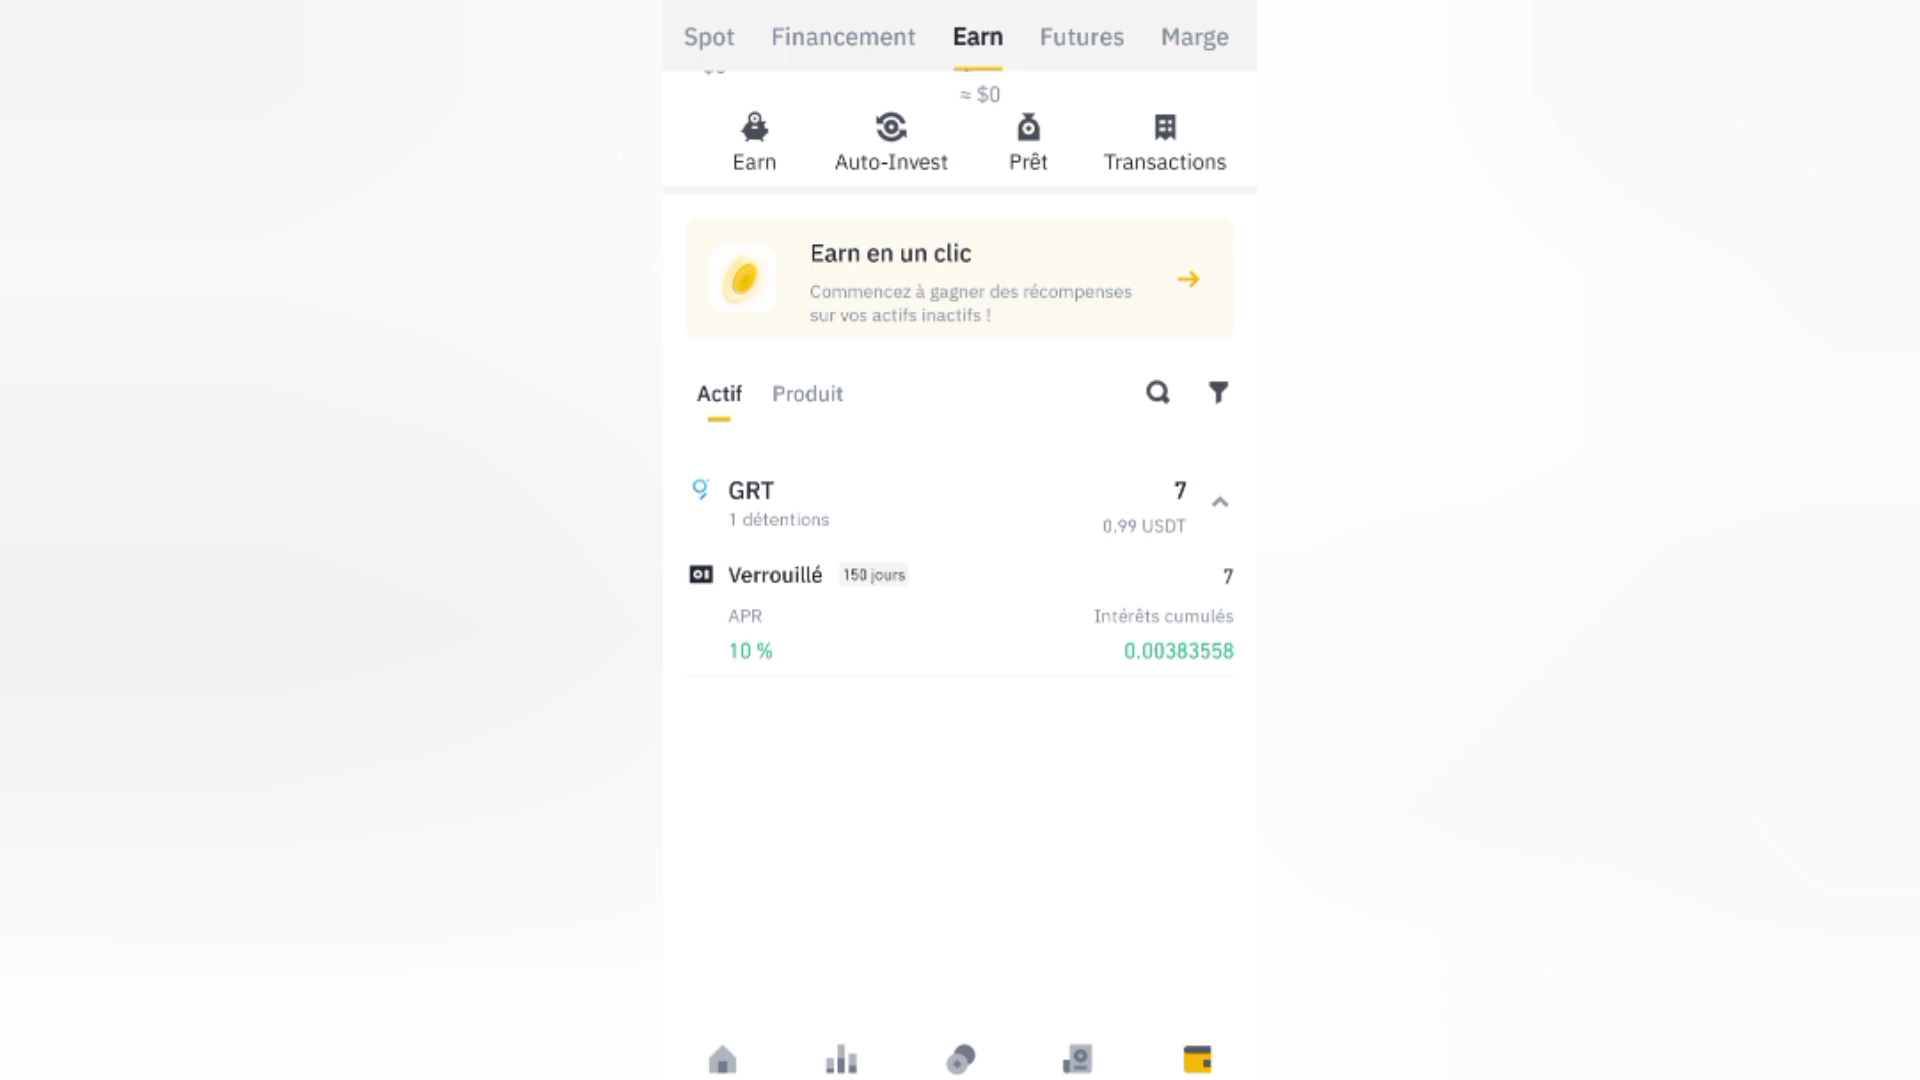 Spot Financement Earn Futures Marge
≈ $0
Earn Auto-Invest Prêt Transactions
Earn en un clic
Commencez à gagner des récompenses
sur vos actifs inactifs !
Actif Produit
GRT 7
1 détentions 0.99 USDT
Verrouillé 150 jours 7
APR Intérêts cumulés
10 % 0.00383558